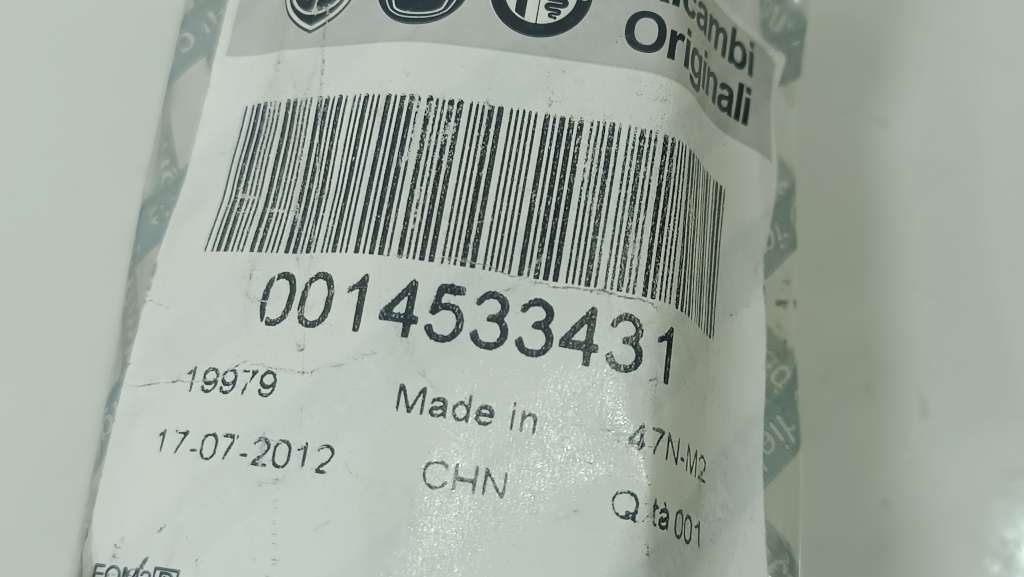 Ricambi
Originali
0014533431
19979
Made in
47N-M2
17-07-2012
CHN
Q.tà 001